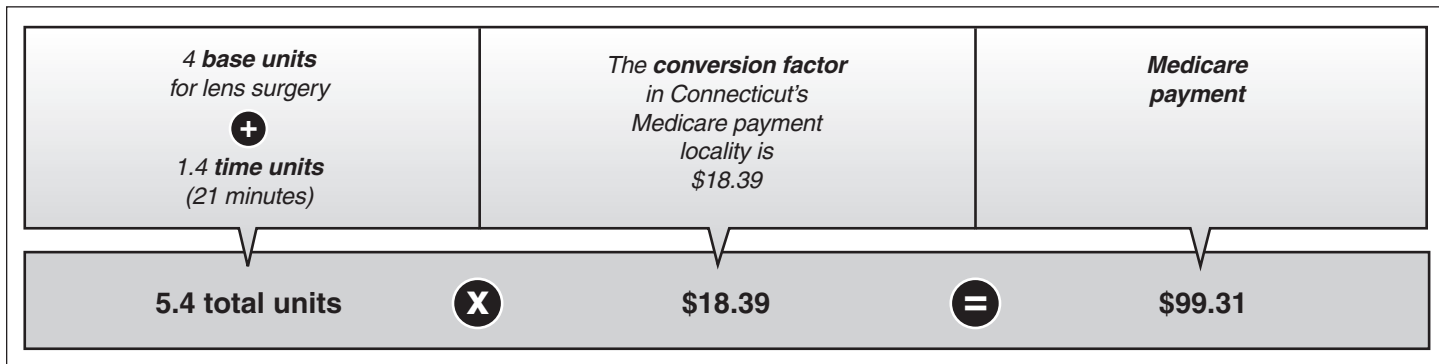 4 base units
for lens surgery
+
1.4 time units
(21 minutes)
The conversion factor
in Connecticut's
Medicare payment
locality is
$18.39
Medicare
payment
5.4 total units X $18.39 = $99.31